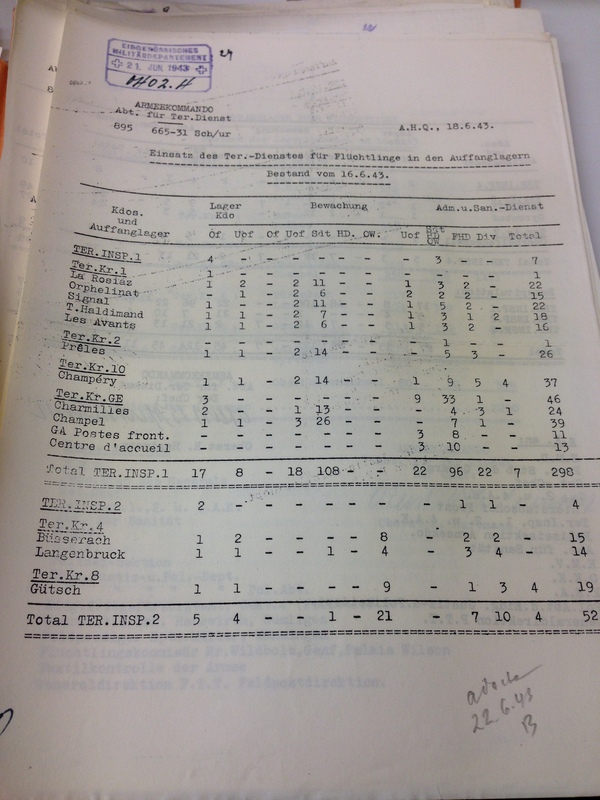 EIDGENÖSSISCHES
MILITÄRDEPARTEMENT
21. JUN. 1943
ARMEEKOMMANDO
Abt. für Ter.Dienst
895 665-31 Sch/ur
A.H.Q., 18.6.43.
Einsatz des Ter.-Dienstes für Flüchtlinge in den Auffanglagern
Bestand vom 16.6.43.
Kdos. und Auffanglager Lager Kdo Bewachung Adm.u.San.-Dienst
Of Uof Of Uof Sdt HD. OW. Uof Sdt HD OW FHD Div Total
TER.INSP.1 4 - - - - - - - 3 - - 7
Ter.Kr.1 1 - - - - - - - - - - 1
La Rosiaz 1 2 - 2 11 - - 1 3 2 - 22
Orphelinat - 1 - 2 6 - - 2 2 2 - 15
Signal 1 - - 2 11 - - 1 5 2 - 22
T.Haldimand 1 1 - 2 7 - - 1 3 1 2 18
Les Avants 1 1 - 2 6 - - 1 3 2 - 16
Ter.Kr.2 - - - - - - - - 1 - - 1
Prêles 1 1 - 2 14 - - - 5 3 - 26
Ter.Kr.10
Champéry 1 1 - 2 14 - - 1 9 5 4 37
Ter.Kr.GE 3 - - - - - - 9 33 1 - 46
Charmilles 2 - - 1 13 - - - 4 3 1 24
Champel 1 1 - 3 26 - - - 7 1 - 39
GA Postes front. - - - - - - - 3 8 - - 11
Centre d'accueil - - - - - - - 3 10 - - 13
Total TER.INSP.1 17 8 - 18 108 - - 22 96 22 7 298
TER.INSP.2 2 - - - - - - - 1 1 - 4
Ter.Kr.4
Büsserach 1 2 - - - - 8 - 2 2 - 15
Langenbruck 1 1 - - 1 - 4 - 3 4 - 14
Ter.Kr.8
Gütsch 1 1 - - - - 9 - 1 3 4 19
Total TER.INSP.2 5 4 - - 1 - 21 - 7 10 4 52
22.6.43